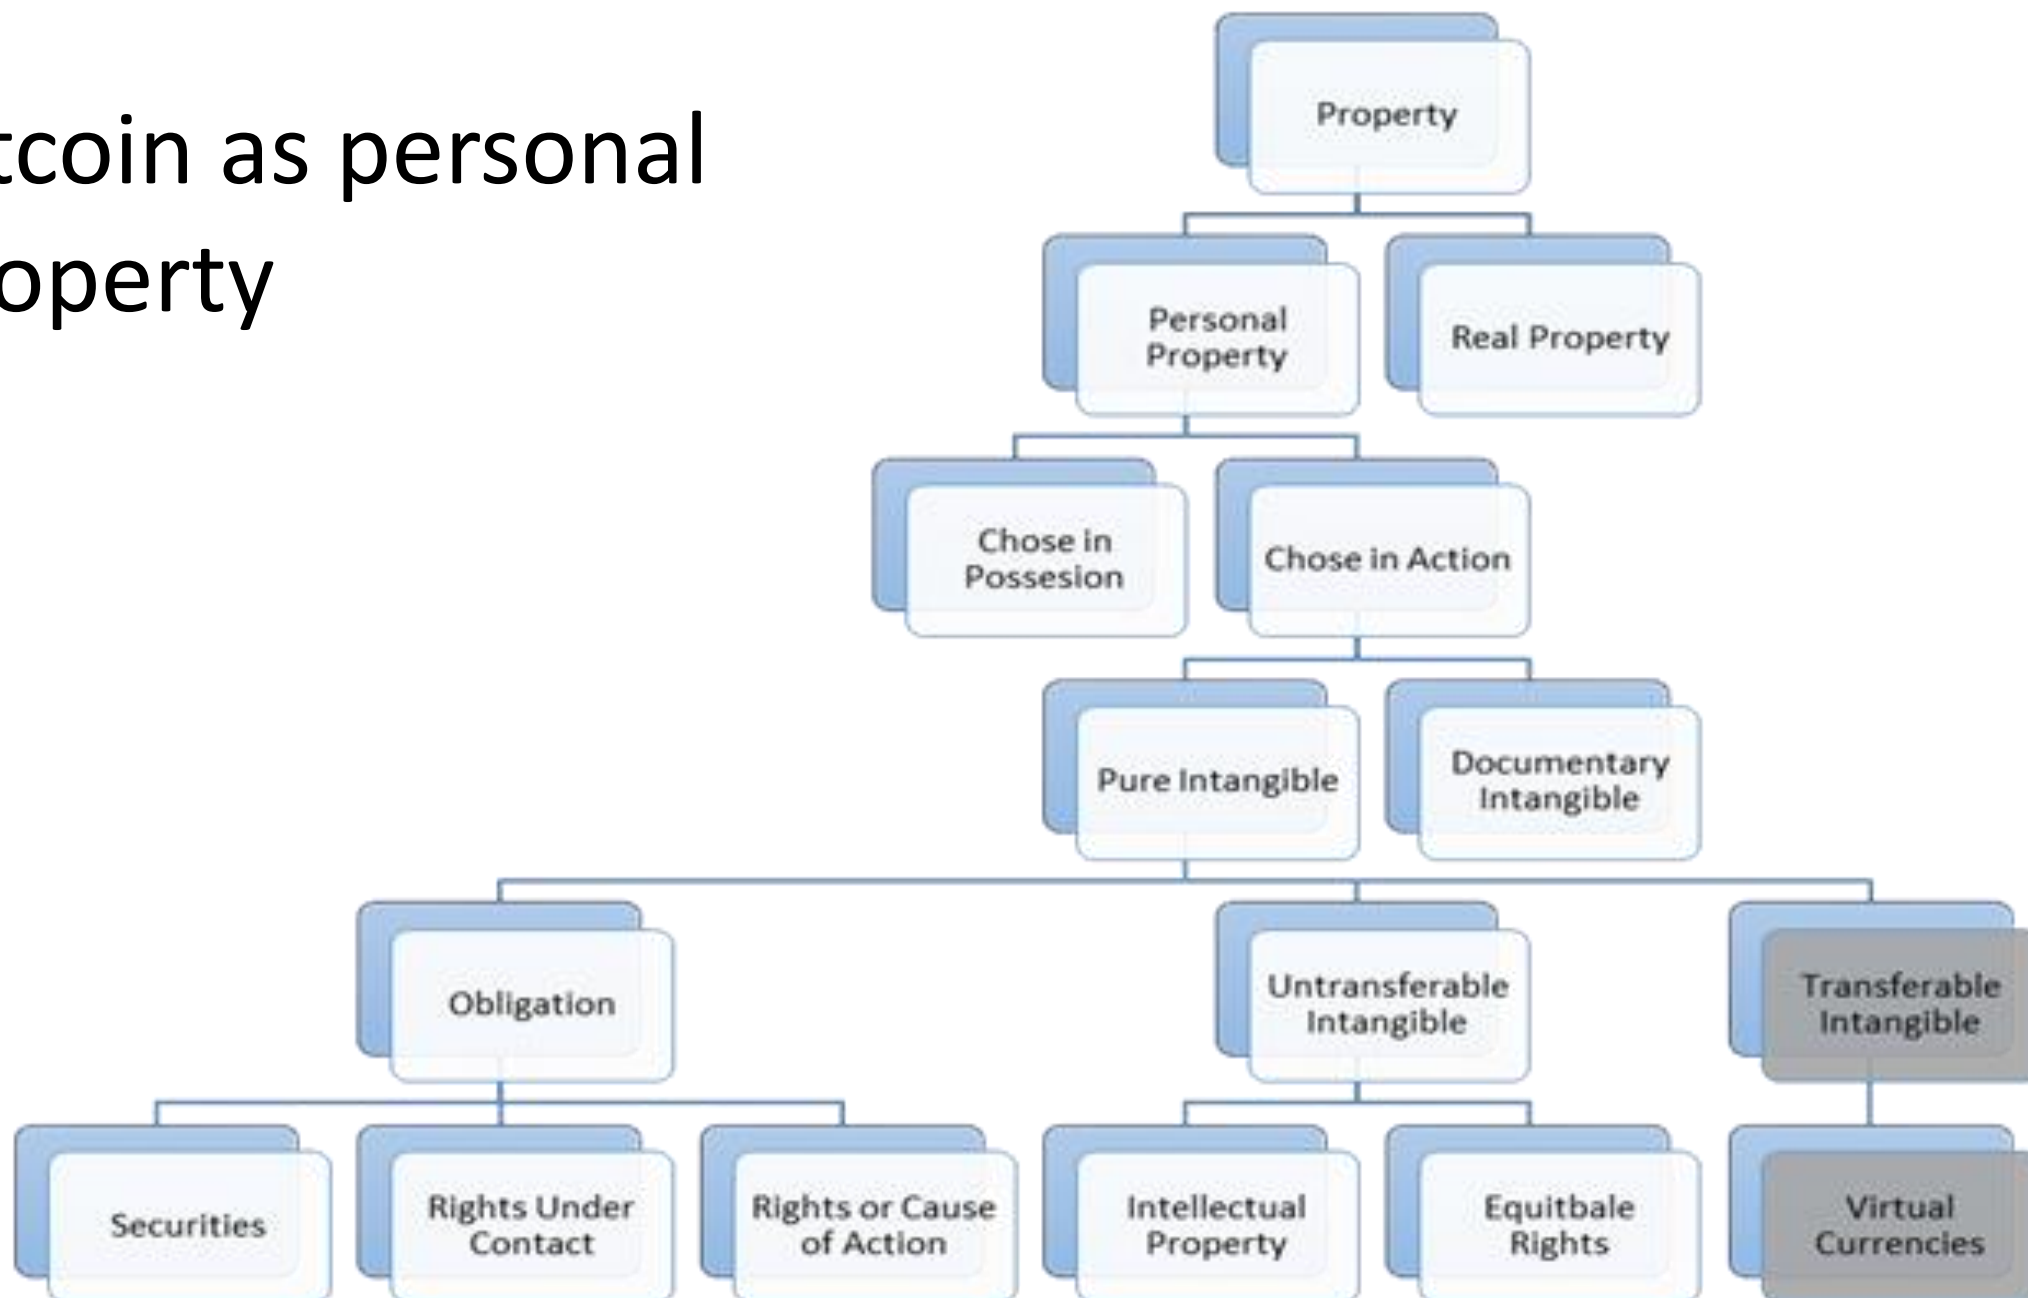 tcoin as personal
operty
Property
Personal
Property
Real Property
Chose in
Possesion
Chose in Action
Pure Intangible
Documentary
Intangible
Obligation
Untransferable
Intangible
Transferable
Intangible
Securities
Rights Under
Contact
Rights or Cause
of Action
Intellectual
Property
Equitbale
Rights
Virtual
Currencies